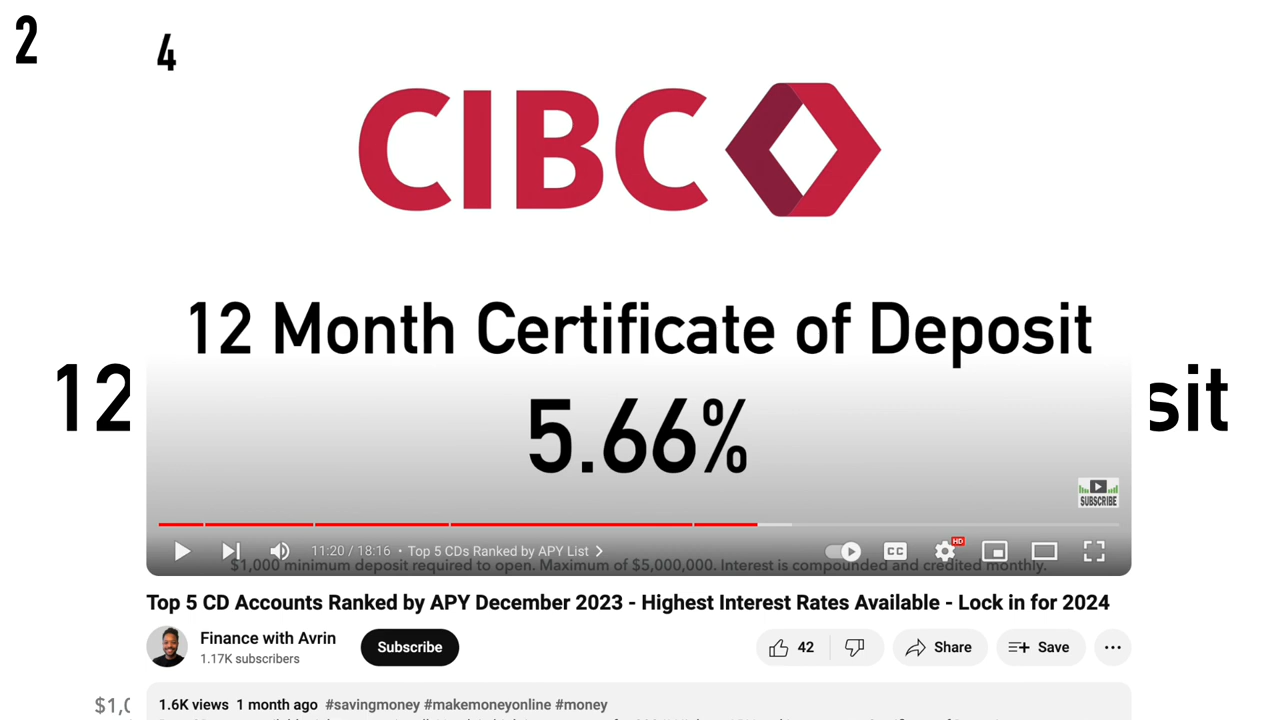 2
4
CIBC
12 Month Certificate of Deposit
12
sit
5.66%
SUBSCRIBE
11:20 / 18:16 • Top 5 CDs Ranked by APY List
CC
HD
$1,000 minimum deposit required to open. Maximum of $5,000,000. Interest is compounded and credited monthly.
Top 5 CD Accounts Ranked by APY December 2023 - Highest Interest Rates Available - Lock in for 2024
Finance with Avrin
1.17K subscribers
Subscribe
42
Share
Save
$1,0
1.6K views 1 month ago #savingmoney #makemoneyonline #money